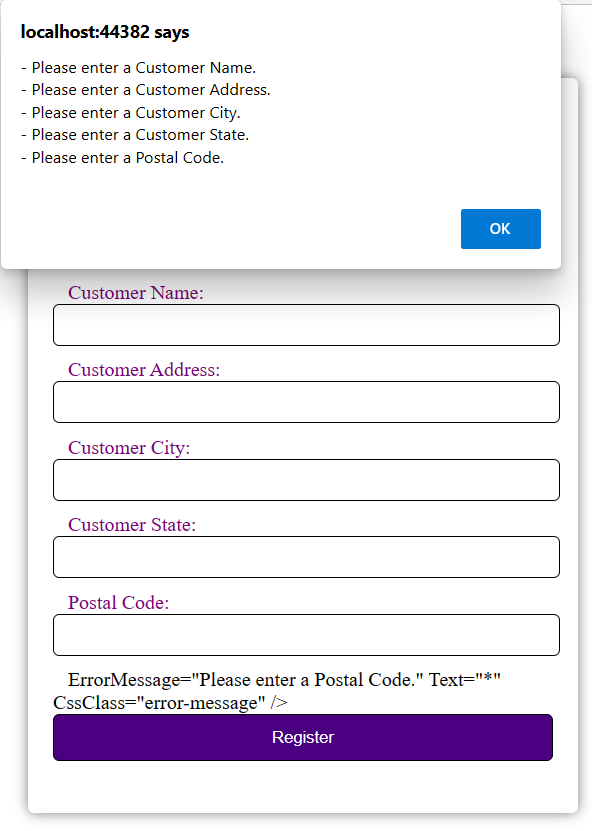 localhost:44382 says
- Please enter a Customer Name.
- Please enter a Customer Address.
- Please enter a Customer City.
- Please enter a Customer State.
- Please enter a Postal Code.
OK
Customer Name:
Customer Address:
Customer City:
Customer State:
Postal Code:
ErrorMessage="Please enter a Postal Code." Text="*"
CssClass="error-message" />
Register